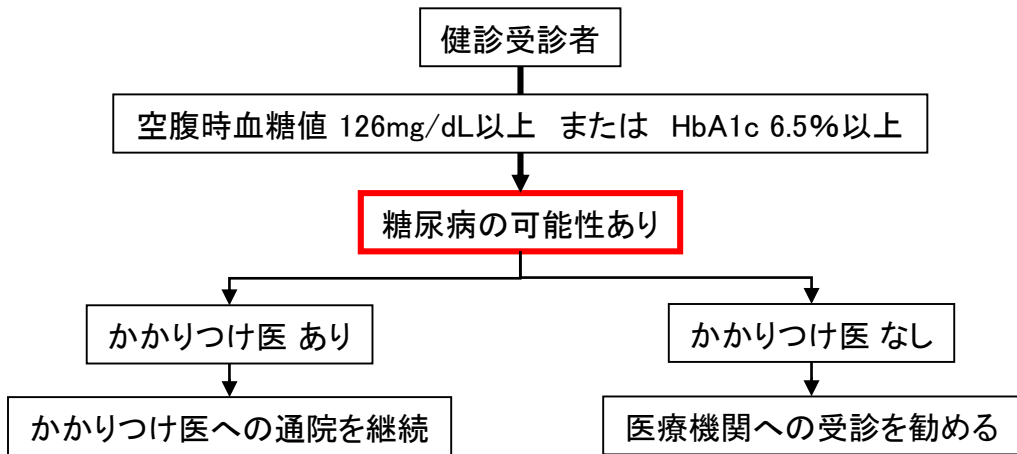 健診受診者
空腹時血糖値 126mg/dL以上 または HbA1c 6.5%以上
糖尿病の可能性あり
かかりつけ医 あり
かかりつけ医 なし
かかりつけ医への通院を継続
医療機関への受診を勧める